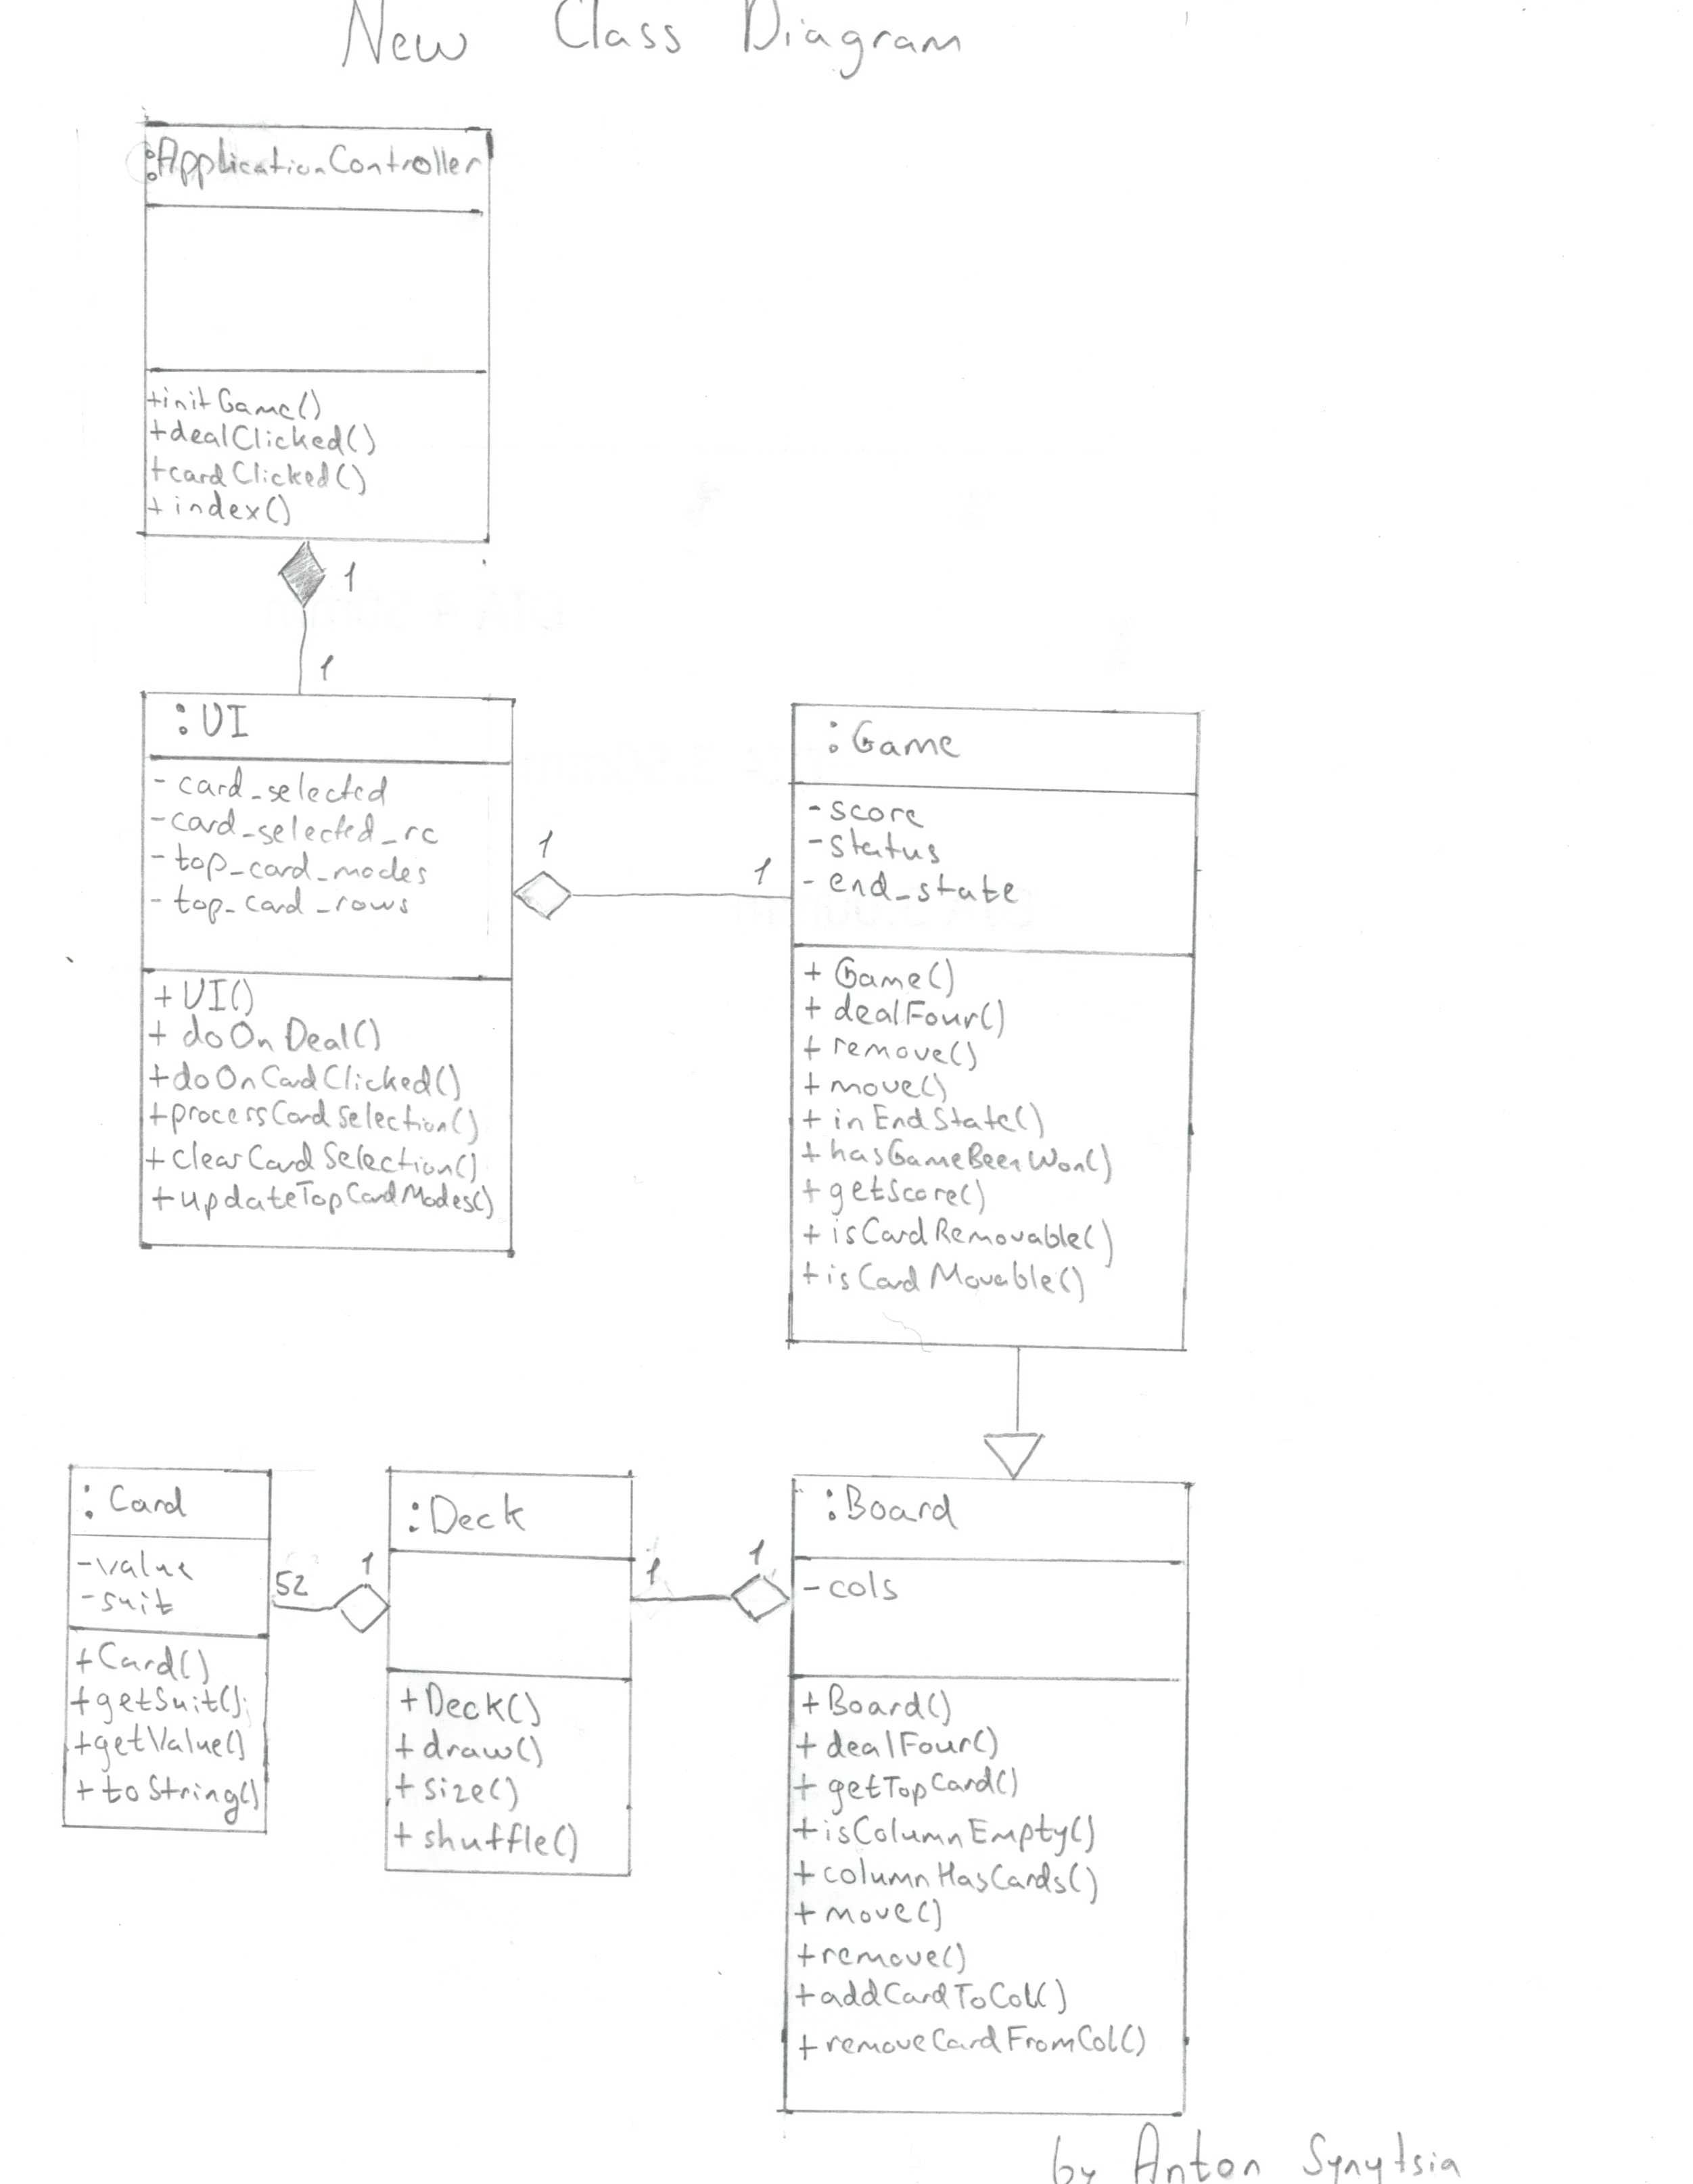 New Class Diagram
:ApplicationController
+initGame()
+dealClicked()
+cardClicked()
+index()
1
1
:UI
- card_selected
-card_selected_rc
- top_card_modes
- top_card_rows
+UI()
+ doOnDeal()
+doOnCardClicked()
+processCardSelection()
+clearCardSelection()
+updateTopCardModes()
1
1
:Game
-score
-status
- end_state
+ Game()
+ dealFour()
+ remove()
+ move()
+ inEndState()
+ hasGameBeenWon()
+ getScore()
+ isCardRemovable()
+ isCardMovable()
:Card
-value
-suit
+Card()
+getSuit()
+getValue()
+ toString()
52
1
:Deck
+Deck()
+draw()
+size()
+shuffle()
1
1
:Board
-cols
+Board()
+ dealFour()
+ getTopCard()
+isColumnEmpty()
+columnHasCards()
+move()
+remove()
+addCardToCol()
+removeCardFromCol()
by Anton Synytsia